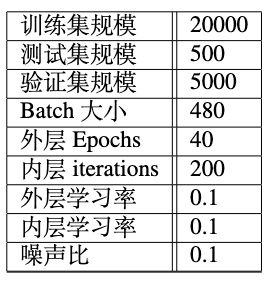 训练集规模 20000
测试集规模 500
验证集规模 5000
Batch 大小 480
外层 Epochs 40
内层 iterations 200
外层学习率 0.1
内层学习率 0.1
噪声比 0.1